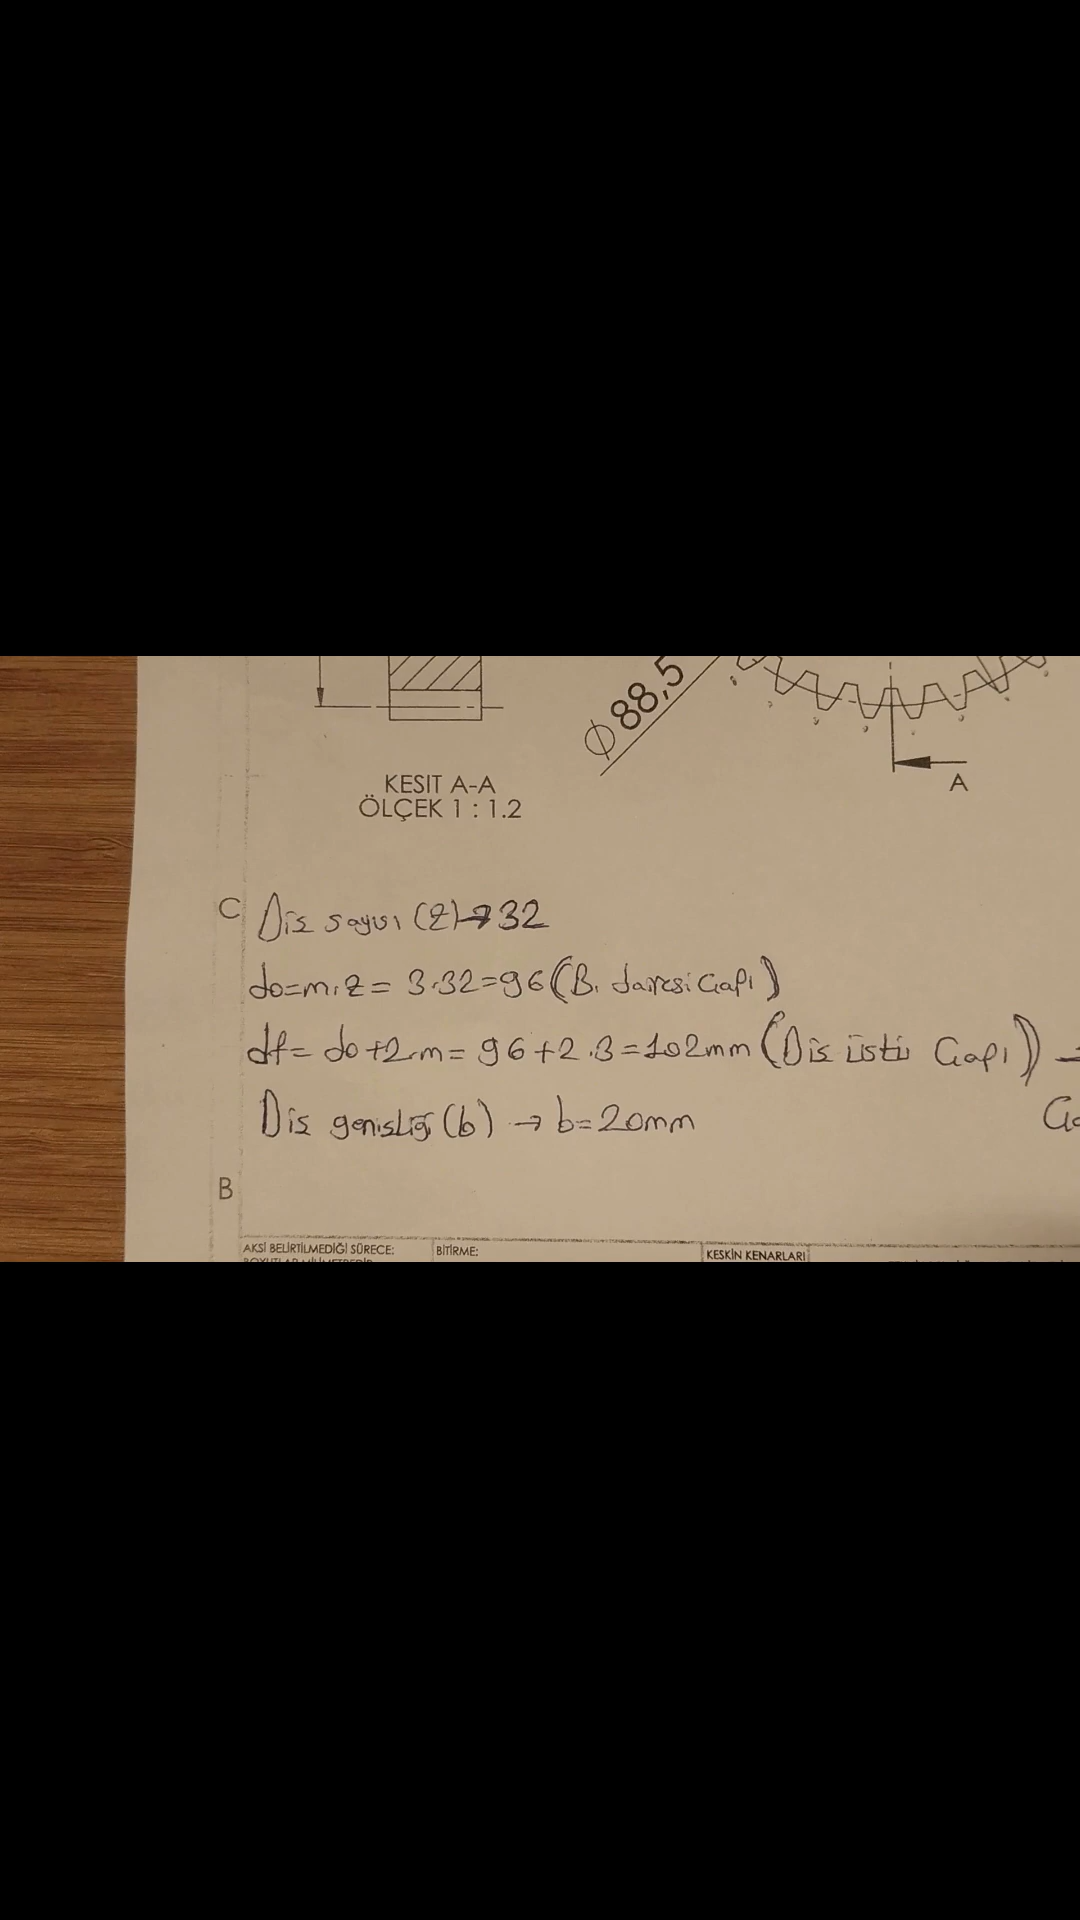 Ø 88,5
KESIT A-A
ÖLÇEK 1 : 1.2
A
C
Diş sayısı (z) → 32
do=m.z = 3.32=96 (B. dairesi Çapı)
df= do+2.m= 96+2.3=102mm (Diş üstü Çapı) →
Diş genişliği (b) → b=20mm
B
AKSİ BELİRTİLMEDİĞİ SÜRECE:
BİTİRME:
KESKİN KENARLARI